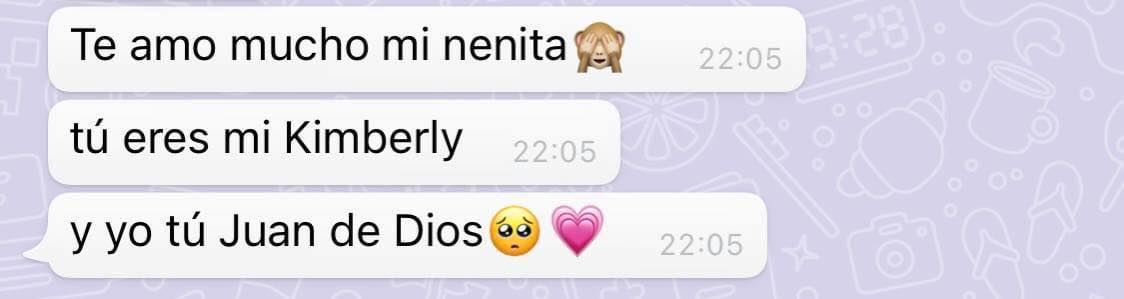 Te amo mucho mi nenita🙈 22:05
tú eres mi Kimberly 22:05
y yo tú Juan de Dios🥺💗 22:05